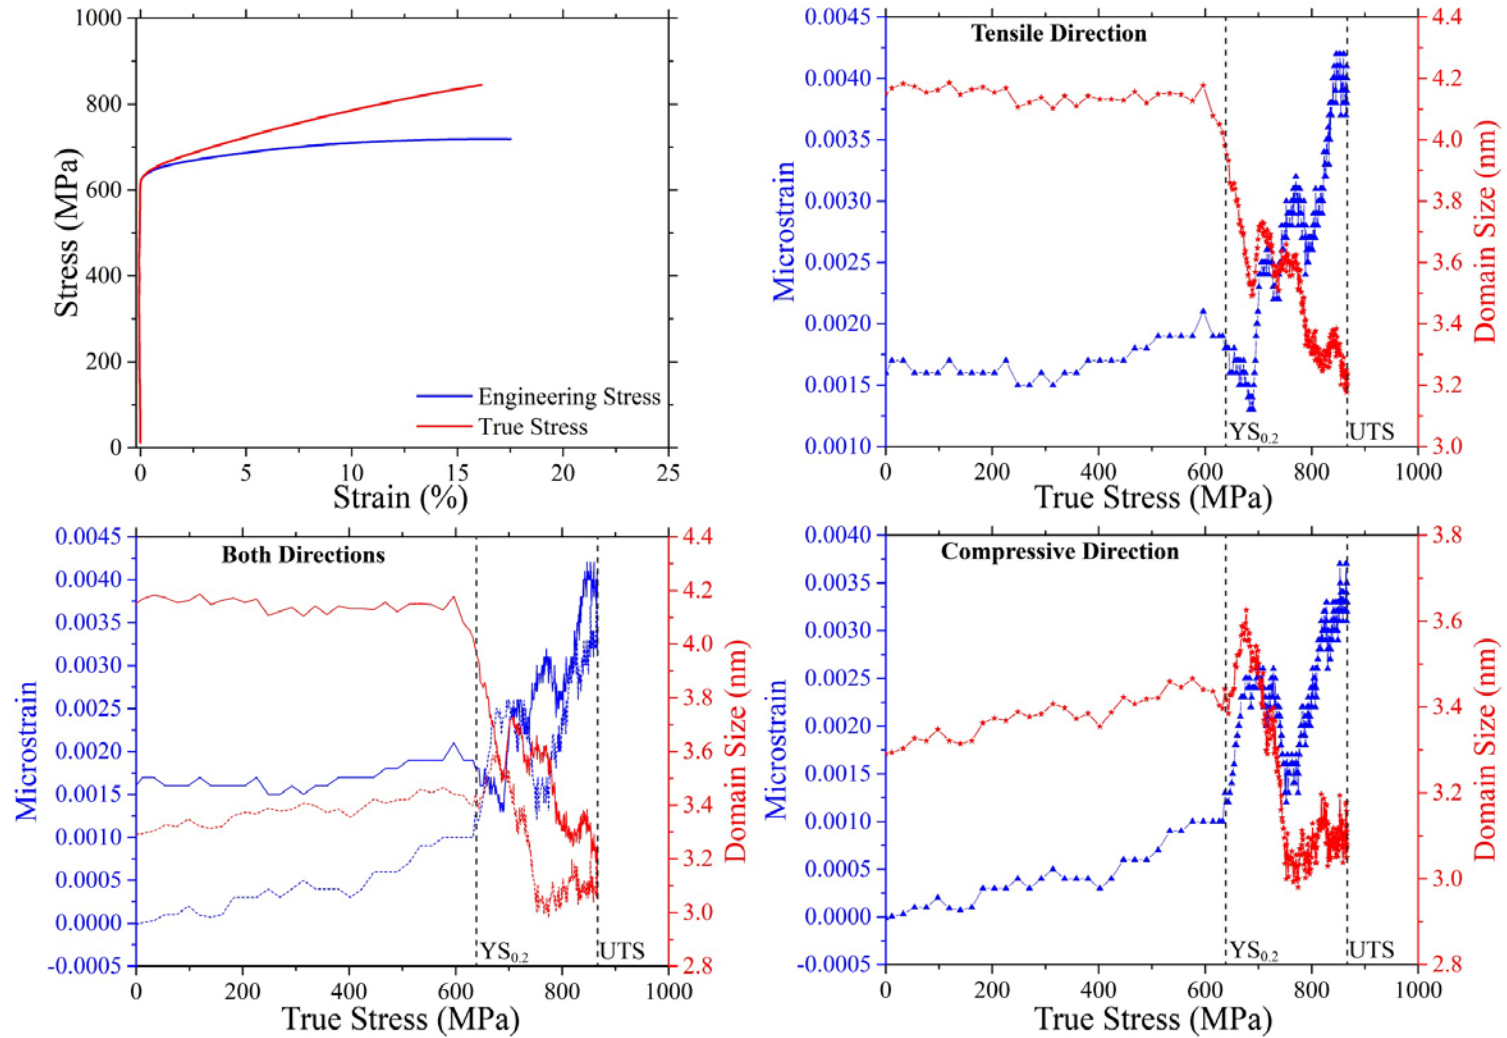 1000
800
600
400
200
0
Stress (MPa)
Engineering Stress
True Stress
0 5 10 15 20 25
Strain (%)
0.0045
0.0040
0.0035
0.0030
0.0025
0.0020
0.0015
0.0010
Microstrain
Tensile Direction
YS0.2
UTS
4.4
4.2
4.0
3.8
3.6
3.4
3.2
3.0
Domain Size (nm)
0 200 400 600 800 1000
True Stress (MPa)
0.0045
0.0040
0.0035
0.0030
0.0025
0.0020
0.0015
0.0010
0.0005
0.0000
-0.0005
Microstrain
Both Directions
YS0.2
UTS
4.4
4.2
4.0
3.8
3.6
3.4
3.2
3.0
2.8
Domain Size (nm)
0 200 400 600 800 1000
True Stress (MPa)
0.0040
0.0035
0.0030
0.0025
0.0020
0.0015
0.0010
0.0005
0.0000
-0.0005
Microstrain
Compressive Direction
YS0.2
UTS
3.8
3.6
3.4
3.2
3.0
2.8
Domain Size (nm)
0 200 400 600 800 1000
True Stress (MPa)